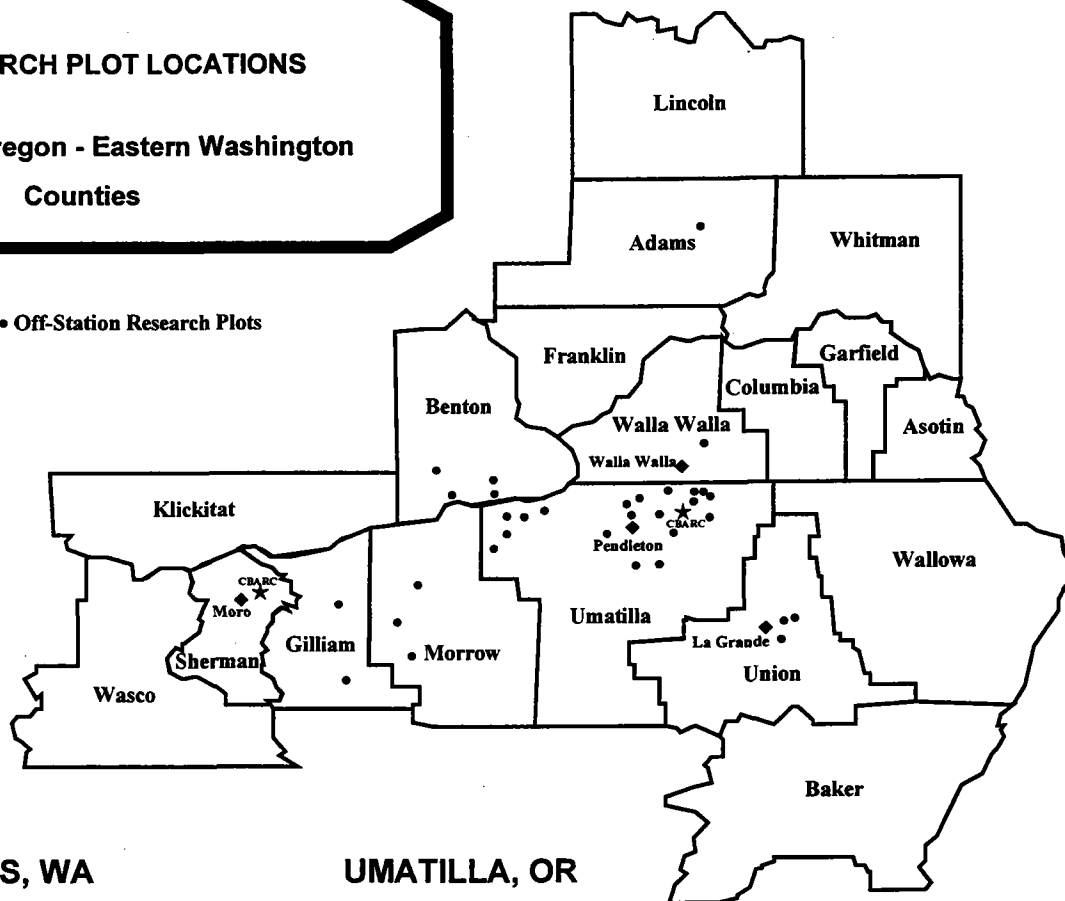 RCH PLOT LOCATIONS
regon - Eastern Washington
Counties
• Off-Station Research Plots
Lincoln
Adams
Whitman
Franklin
Garfield
Benton
Columbia
Walla Walla
Asotin
Walla Walla
Klickitat
CBARC
Pendleton
Wallowa
CBARC
Moro
Umatilla
Gilliam
La Grande
Morrow
Sherman
Union
Wasco
Baker
S, WA
UMATILLA, OR